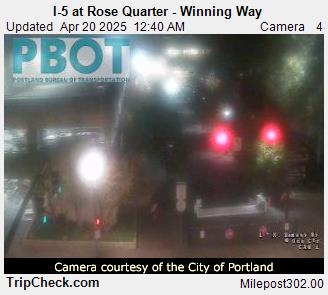 I-5 at Rose Quarter - Winning Way
Updated Apr 20 2025 12:40 AM Camera 4
PBOT
PORTLAND BUREAU OF TRANSPORTATION
Camera courtesy of the City of Portland
TripCheck.com Milepost302.00